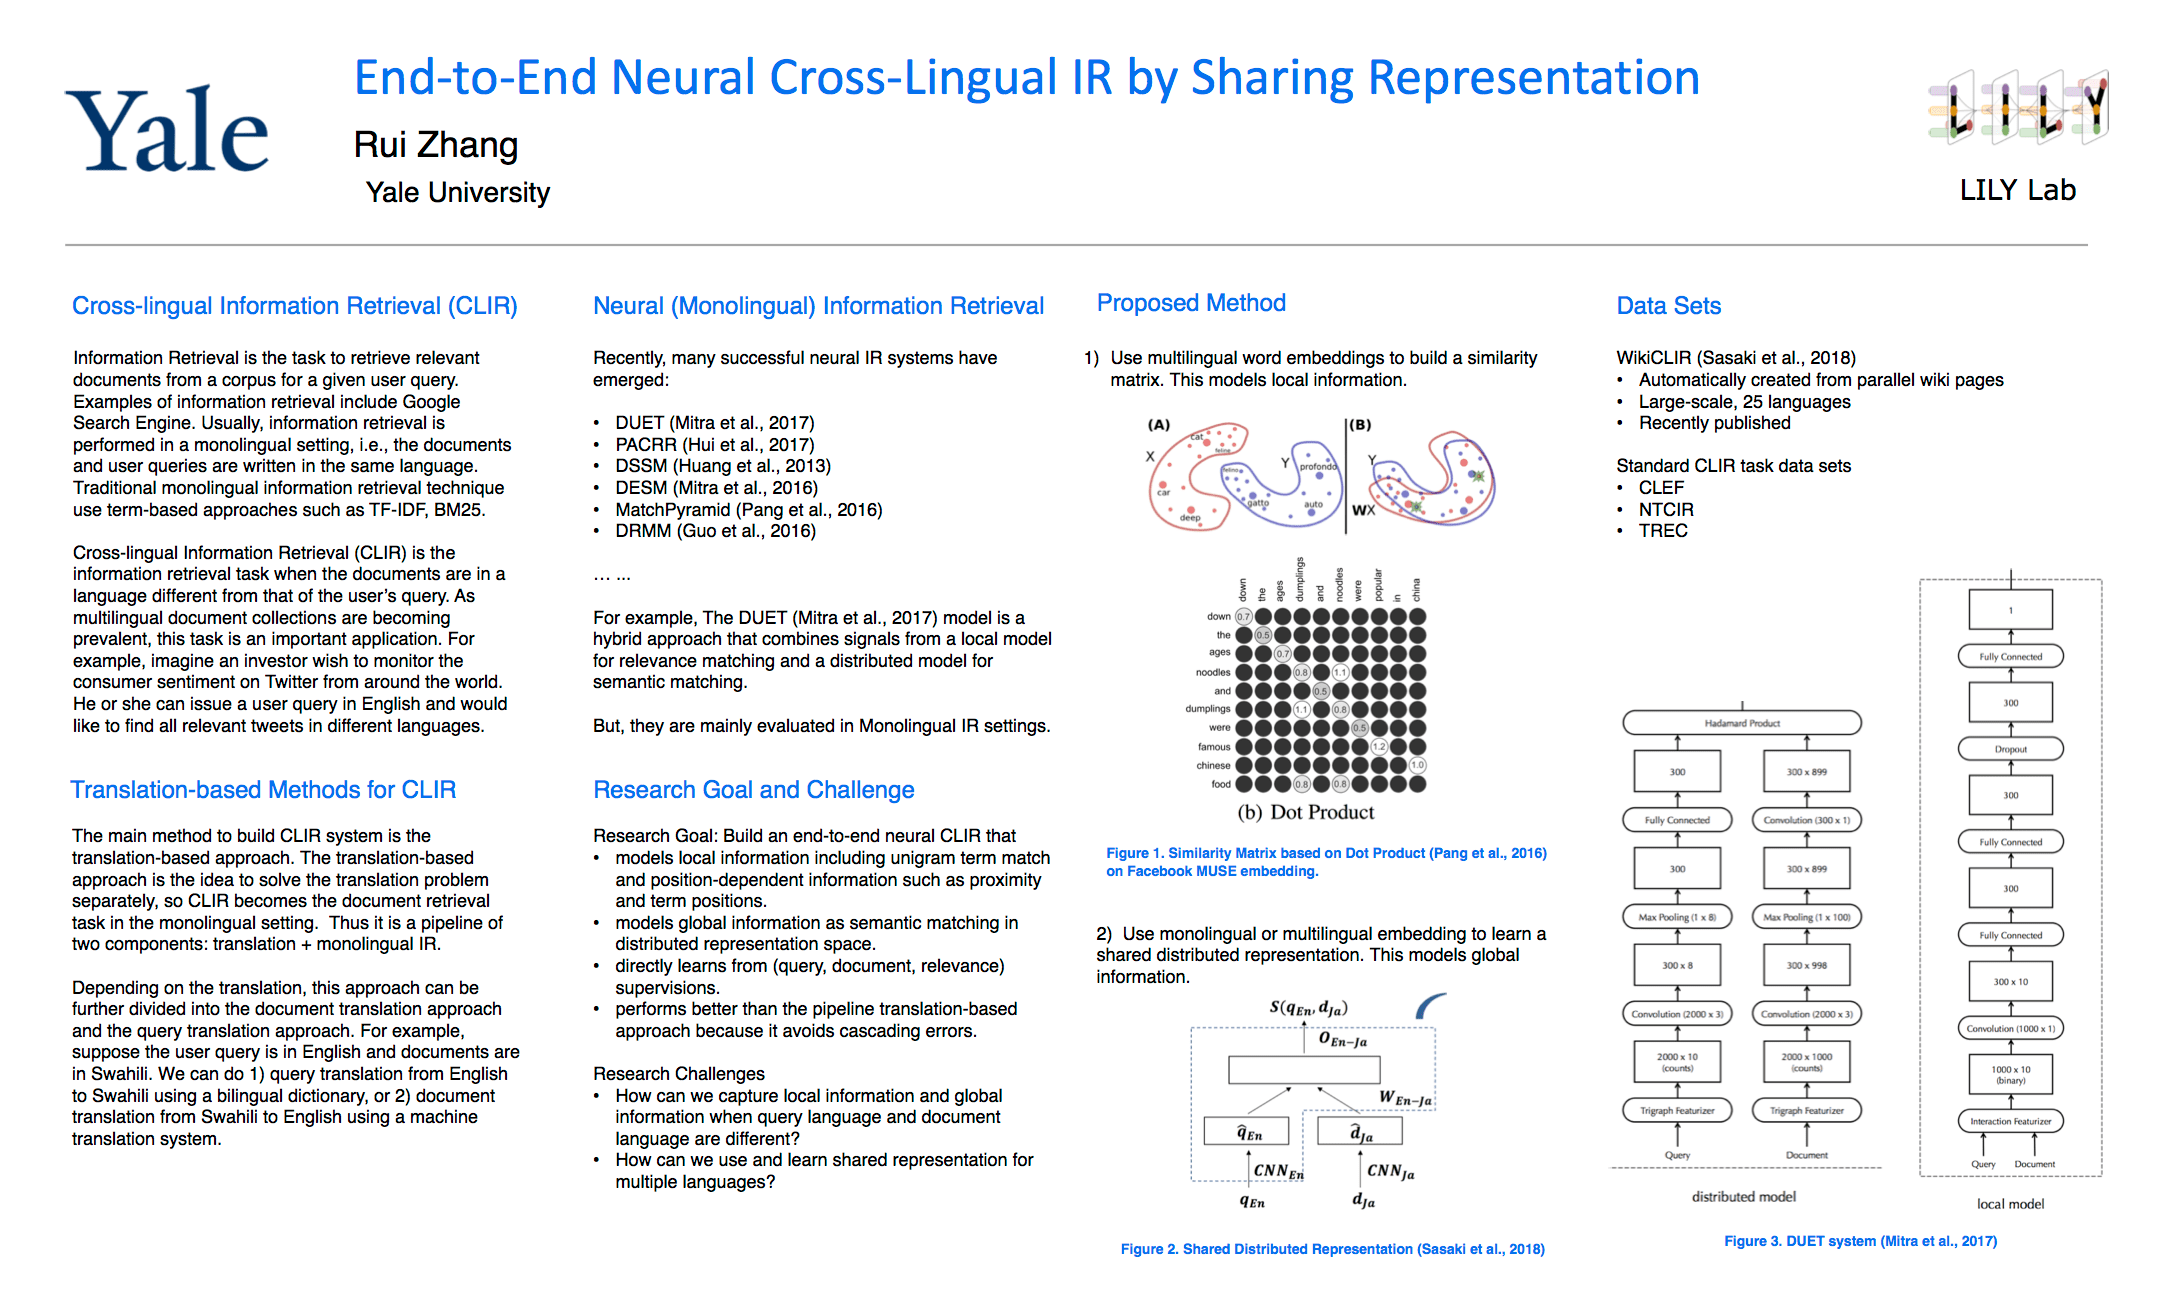 Yale
End-to-End Neural Cross-Lingual IR by Sharing Representation
Rui Zhang
Yale University
LILY
LILY Lab
Cross-lingual Information Retrieval (CLIR)
Information Retrieval is the task to retrieve relevant
documents from a corpus for a given user query.
Examples of information retrieval include Google
Search Engine. Usually, information retrieval is
performed in a monolingual setting, i.e., the documents
and user queries are written in the same language.
Traditional monolingual information retrieval technique
use term-based approaches such as TF-IDF, BM25.
Cross-lingual Information Retrieval (CLIR) is the
information retrieval task when the documents are in a
language different from that of the user's query. As
multilingual document collections are becoming
prevalent, this task is an important application. For
example, imagine an investor wish to monitor the
consumer sentiment on Twitter from around the world.
He or she can issue a user query in English and would
like to find all relevant tweets in different languages.
Translation-based Methods for CLIR
The main method to build CLIR system is the
translation-based approach. The translation-based
approach is the idea to solve the translation problem
separately, so CLIR becomes the document retrieval
task in the monolingual setting. Thus it is a pipeline of
two components: translation + monolingual IR.
Depending on the translation, this approach can be
further divided into the document translation approach
and the query translation approach. For example,
suppose the user query is in English and documents are
in Swahili. We can do 1) query translation from English
to Swahili using a bilingual dictionary, or 2) document
translation from Swahili to English using a machine
translation system.
Neural (Monolingual) Information Retrieval
Recently, many successful neural IR systems have
emerged:
• DUET (Mitra et al., 2017)
• PACRR (Hui et al., 2017)
• DSSM (Huang et al., 2013)
• DESM (Mitra et al., 2016)
• MatchPyramid (Pang et al., 2016)
• DRMM (Guo et al., 2016)
... ...
For example, The DUET (Mitra et al., 2017) model is a
hybrid approach that combines signals from a local model
for relevance matching and a distributed model for
semantic matching.
But, they are mainly evaluated in Monolingual IR settings.
Research Goal and Challenge
Research Goal: Build an end-to-end neural CLIR that
• models local information including unigram term match
and position-dependent information such as proximity
and term positions.
• models global information as semantic matching in
distributed representation space.
• directly learns from (query, document, relevance)
supervisions.
• performs better than the pipeline translation-based
approach because it avoids cascading errors.
Research Challenges
• How can we capture local information and global
information when query language and document
language are different?
• How can we use and learn shared representation for
multiple languages?
Proposed Method
1) Use multilingual word embeddings to build a similarity
matrix. This models local information.
(A)
X
cat
feline
car
deep
Y
felino
profondo
gatto
auto
(B)
Y
WX
down the ages dumplings and noodles were popular in china
down 0.7
the 0.5
ages 0.7
noodles 0.8 1.1
and 0.5
dumplings 1.1 0.8
were 0.5
famous 1.2
chinese 1.0
food 0.8 0.8
(b) Dot Product
Figure 1. Similarity Matrix based on Dot Product (Pang et al., 2016)
on Facebook MUSE embedding.
2) Use monolingual or multilingual embedding to learn a
shared distributed representation. This models global
information.
S(qEn, dJa)
OEn-Ja
WEn-Ja
q̂En d̂Ja
CNNEn CNNJa
qEn dJa
Figure 2. Shared Distributed Representation (Sasaki et al., 2018)
Data Sets
WikiCLIR (Sasaki et al., 2018)
• Automatically created from parallel wiki pages
• Large-scale, 25 languages
• Recently published
Standard CLIR task data sets
• CLEF
• NTCIR
• TREC
Hadamard Product
300 300 x 899
Fully Connected Convolution (300 x 1)
300 300 x 899
Max Pooling (1 x 8) Max Pooling (1 x 100)
300 x 8 300 x 998
Convolution (2000 x 3) Convolution (2000 x 3)
2000 x 10 2000 x 1000
(counts) (counts)
Trigraph Featurizer Trigraph Featurizer
Query Document
distributed model
1
Fully Connected
300
Dropout
300
Fully Connected
300
Fully Connected
300 x 10
Convolution (1000 x 1)
1000 x 10
(binary)
Interaction Featurizer
Query Document
local model
Figure 3. DUET system (Mitra et al., 2017)